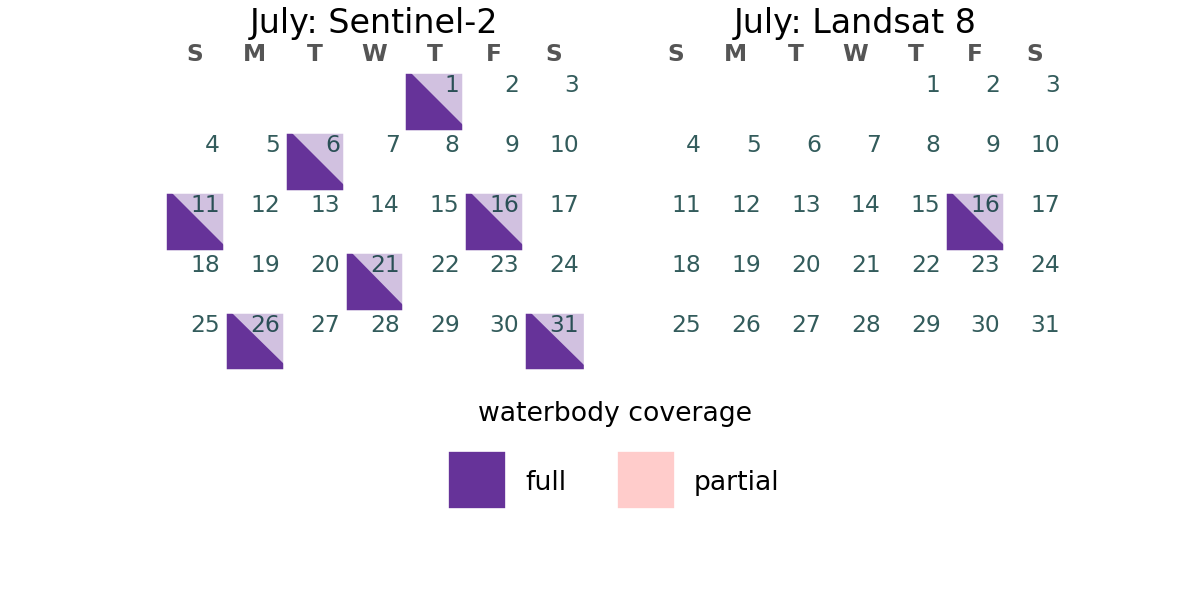 July: Sentinel-2
S M T W T F S
1 2 3
4 5 6 7 8 9 10
11 12 13 14 15 16 17
18 19 20 21 22 23 24
25 26 27 28 29 30 31
July: Landsat 8
S M T W T F S
1 2 3
4 5 6 7 8 9 10
11 12 13 14 15 16 17
18 19 20 21 22 23 24
25 26 27 28 29 30 31
waterbody coverage
full partial